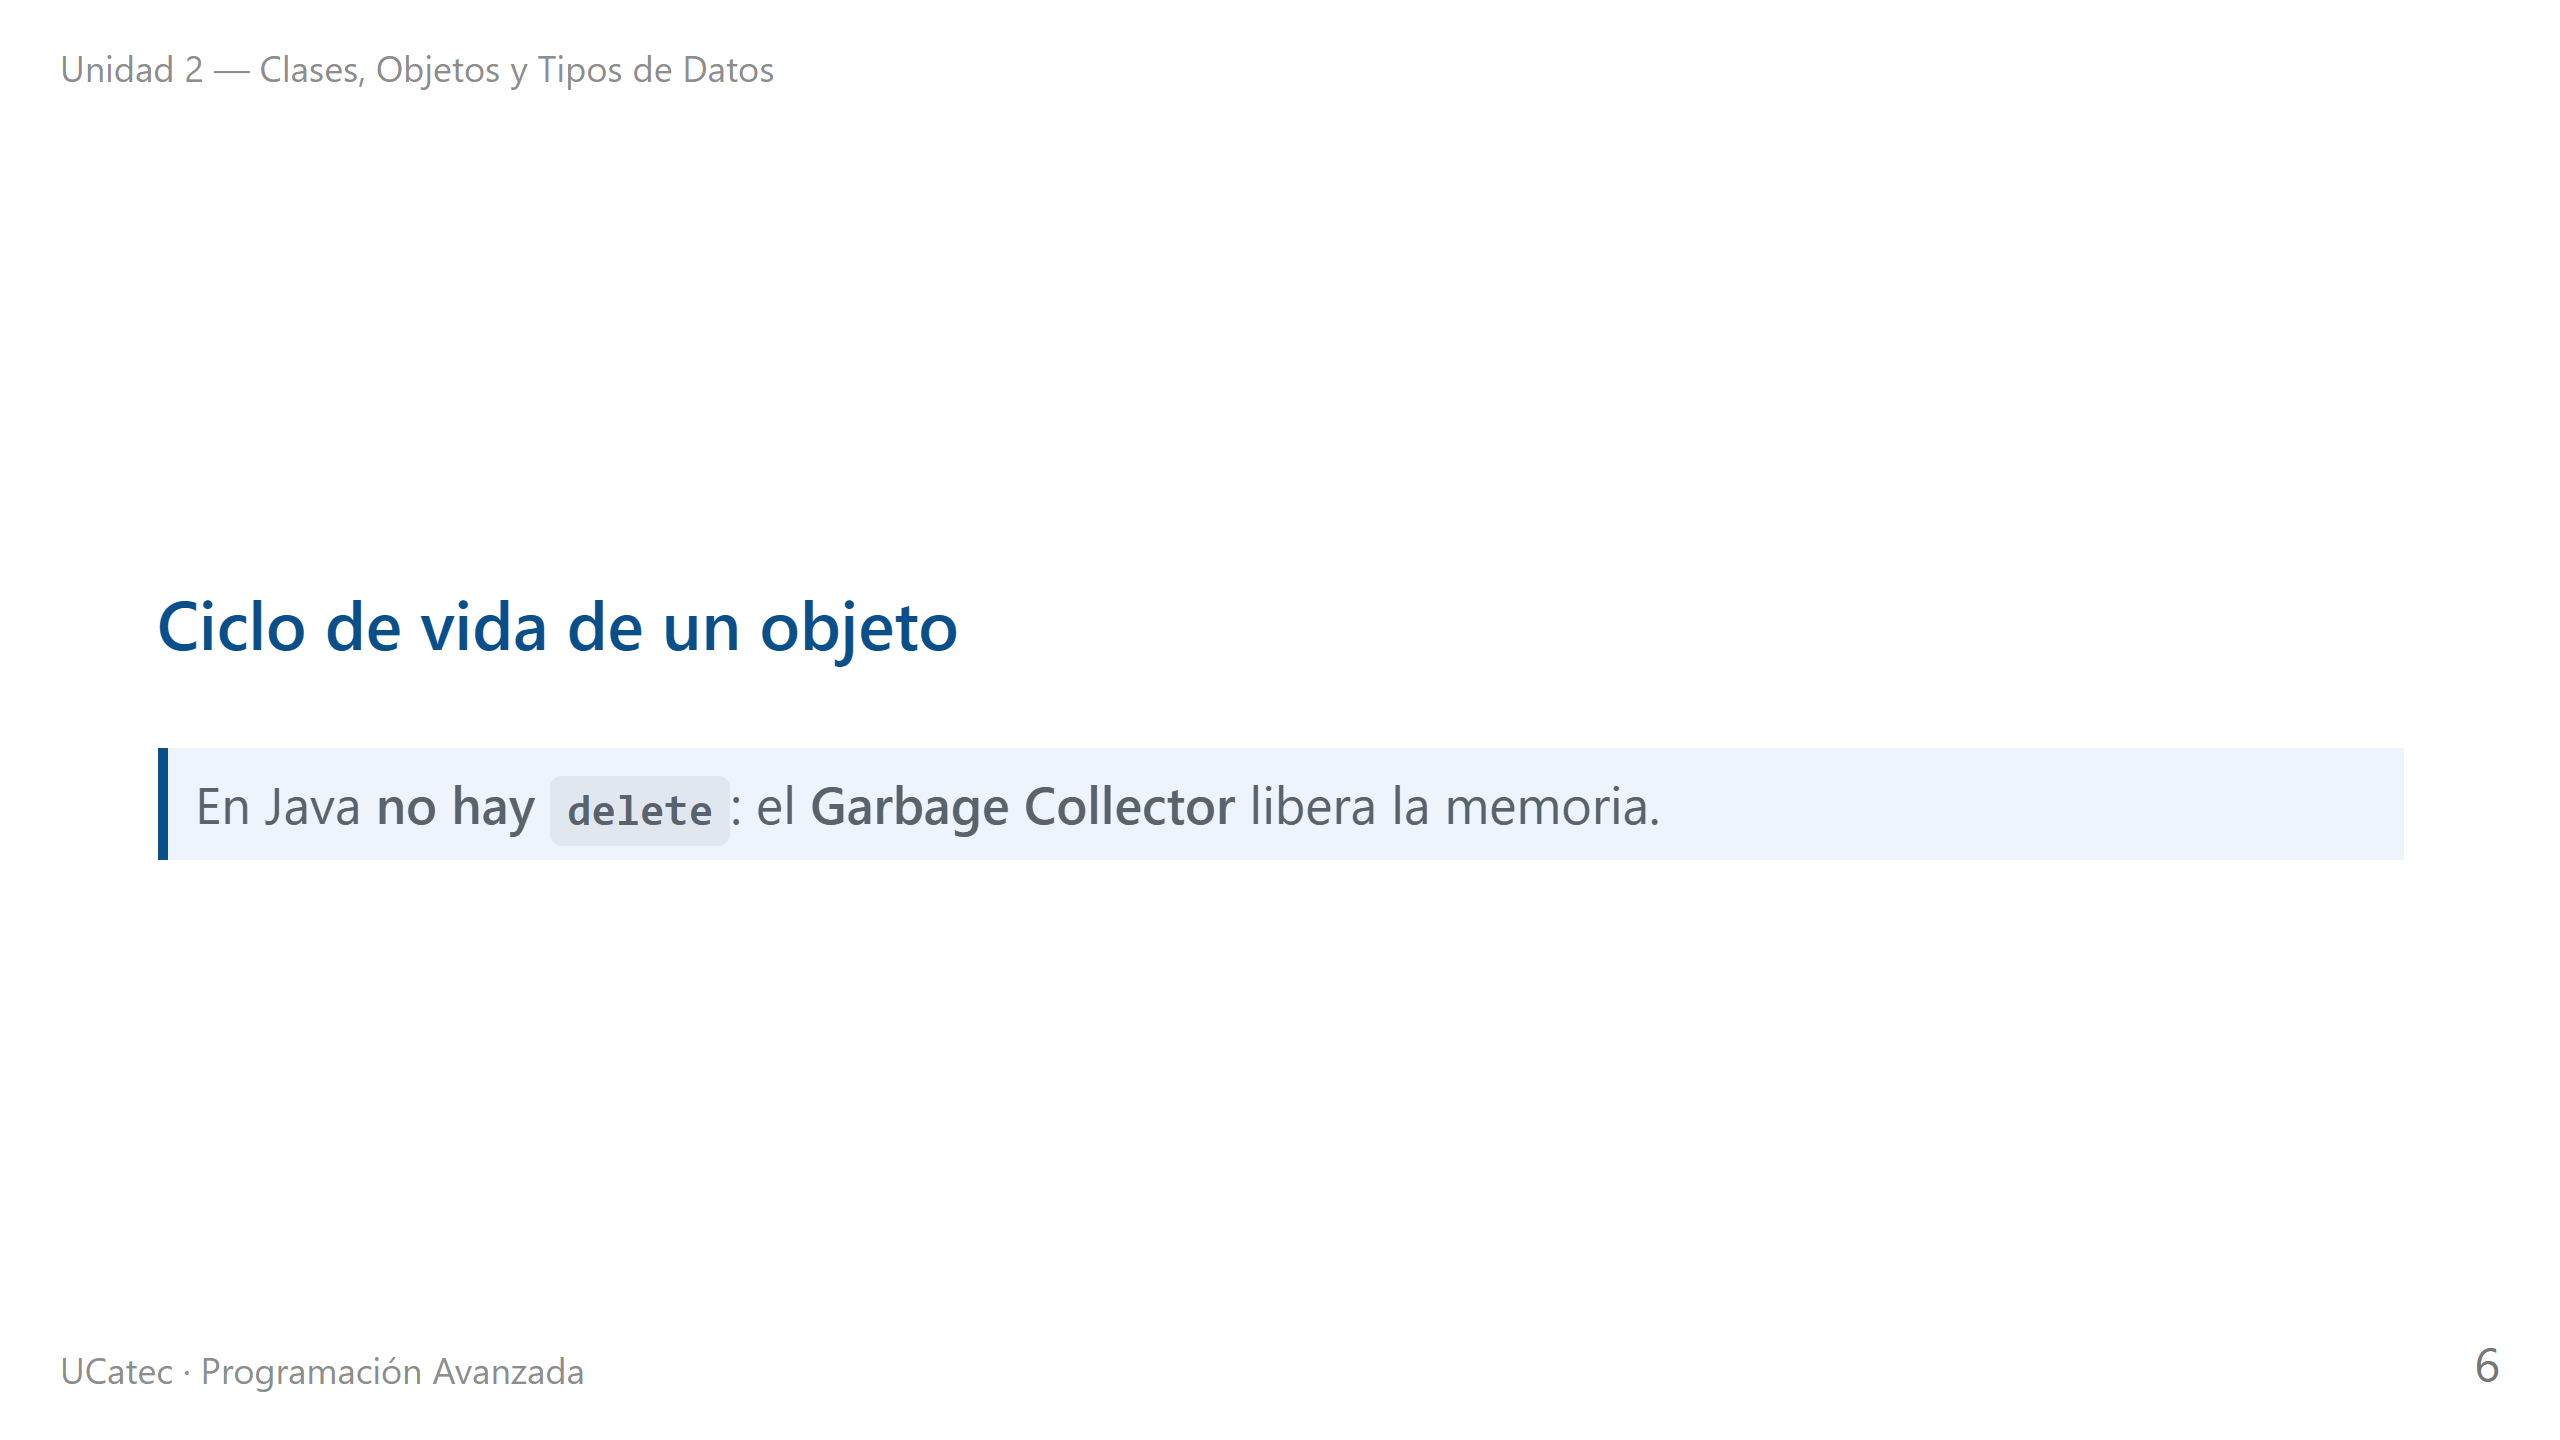 Unidad 2 — Clases, Objetos y Tipos de Datos
Ciclo de vida de un objeto
En Java no hay delete: el Garbage Collector libera la memoria.
UCatec · Programación Avanzada
6